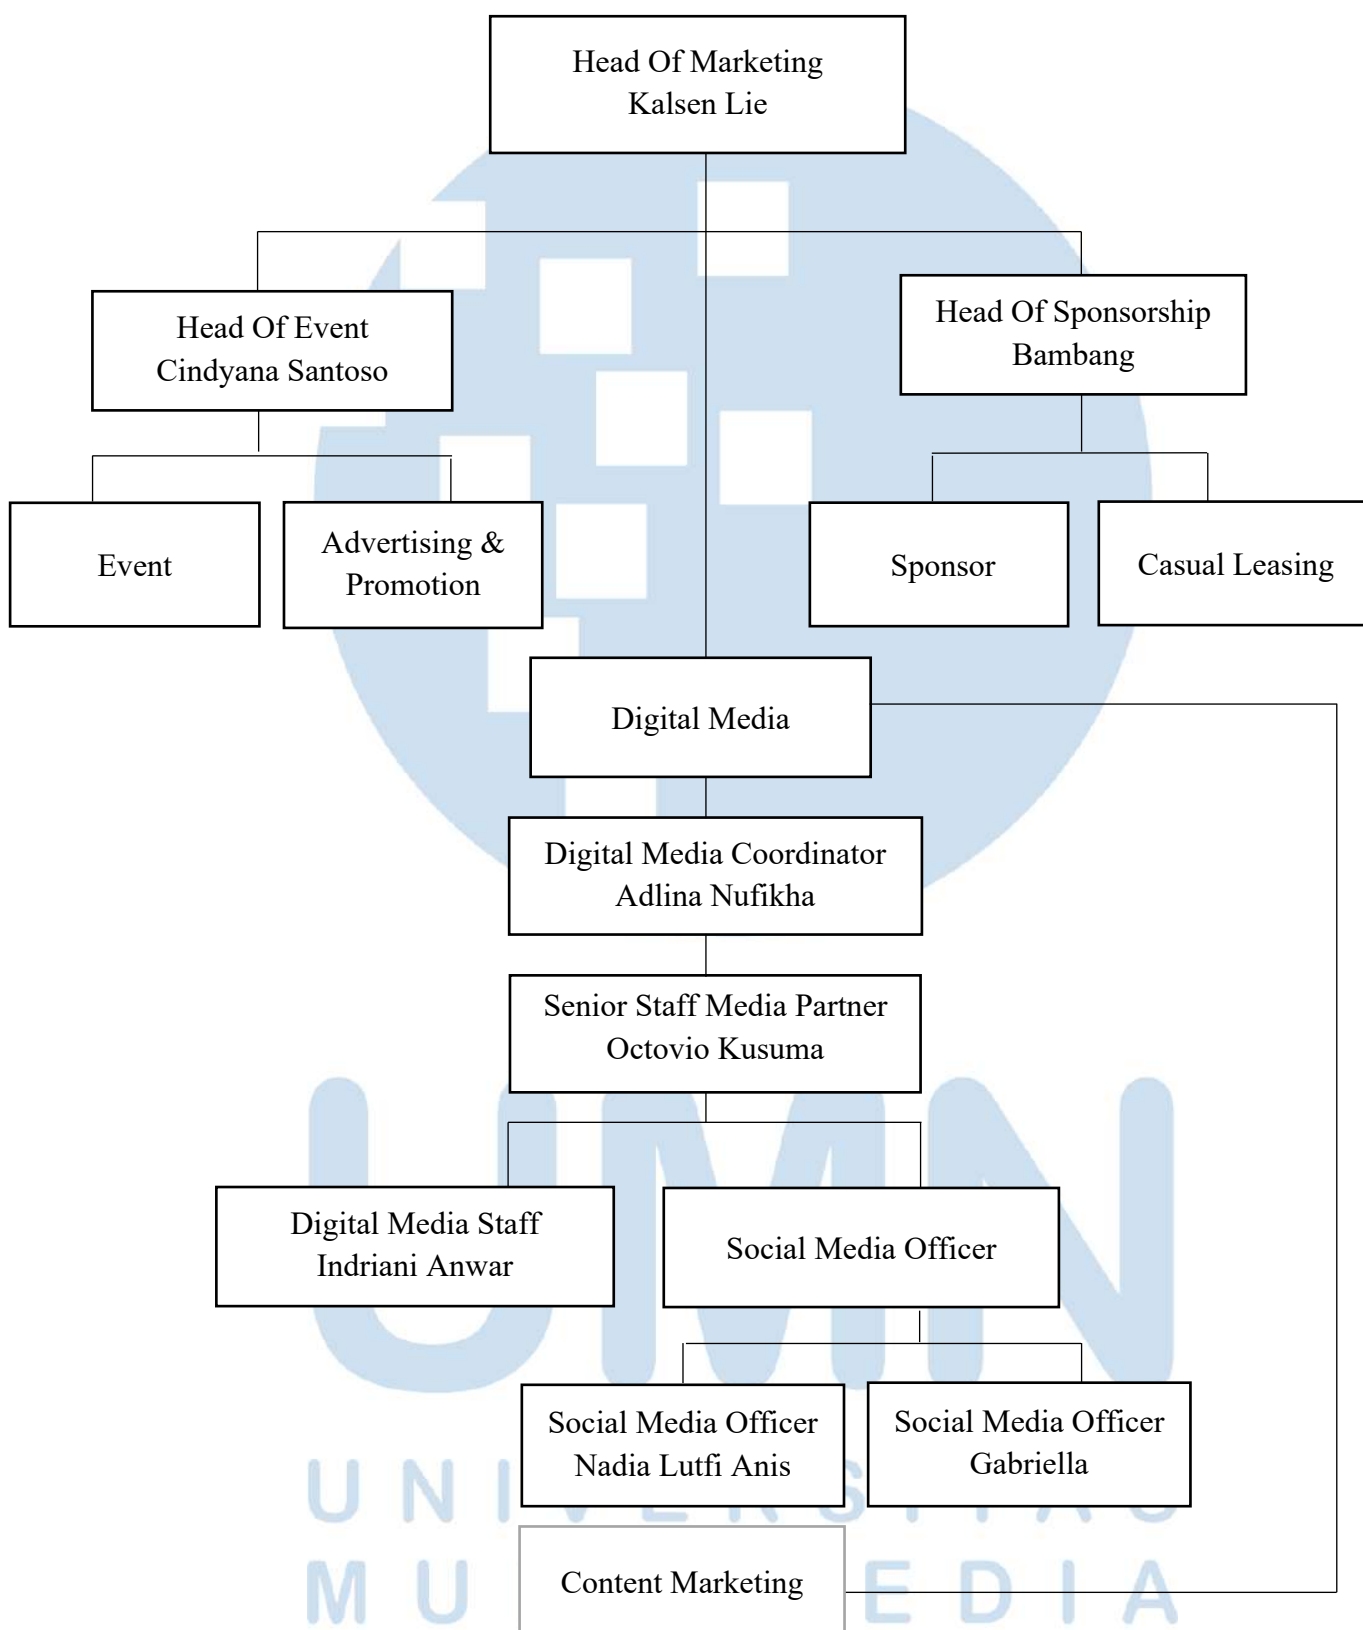 Head Of Marketing
Kalsen Lie
Head Of Event
Cindyana Santoso
Head Of Sponsorship
Bambang
Event
Advertising &
Promotion
Sponsor
Casual Leasing
Digital Media
Digital Media Coordinator
Adlina Nufikha
Senior Staff Media Partner
Octovio Kusuma
UMN
Digital Media Staff
Indriani Anwar
Social Media Officer
Social Media Officer
Nadia Lutfi Anis
Social Media Officer
Gabriella
Content Marketing